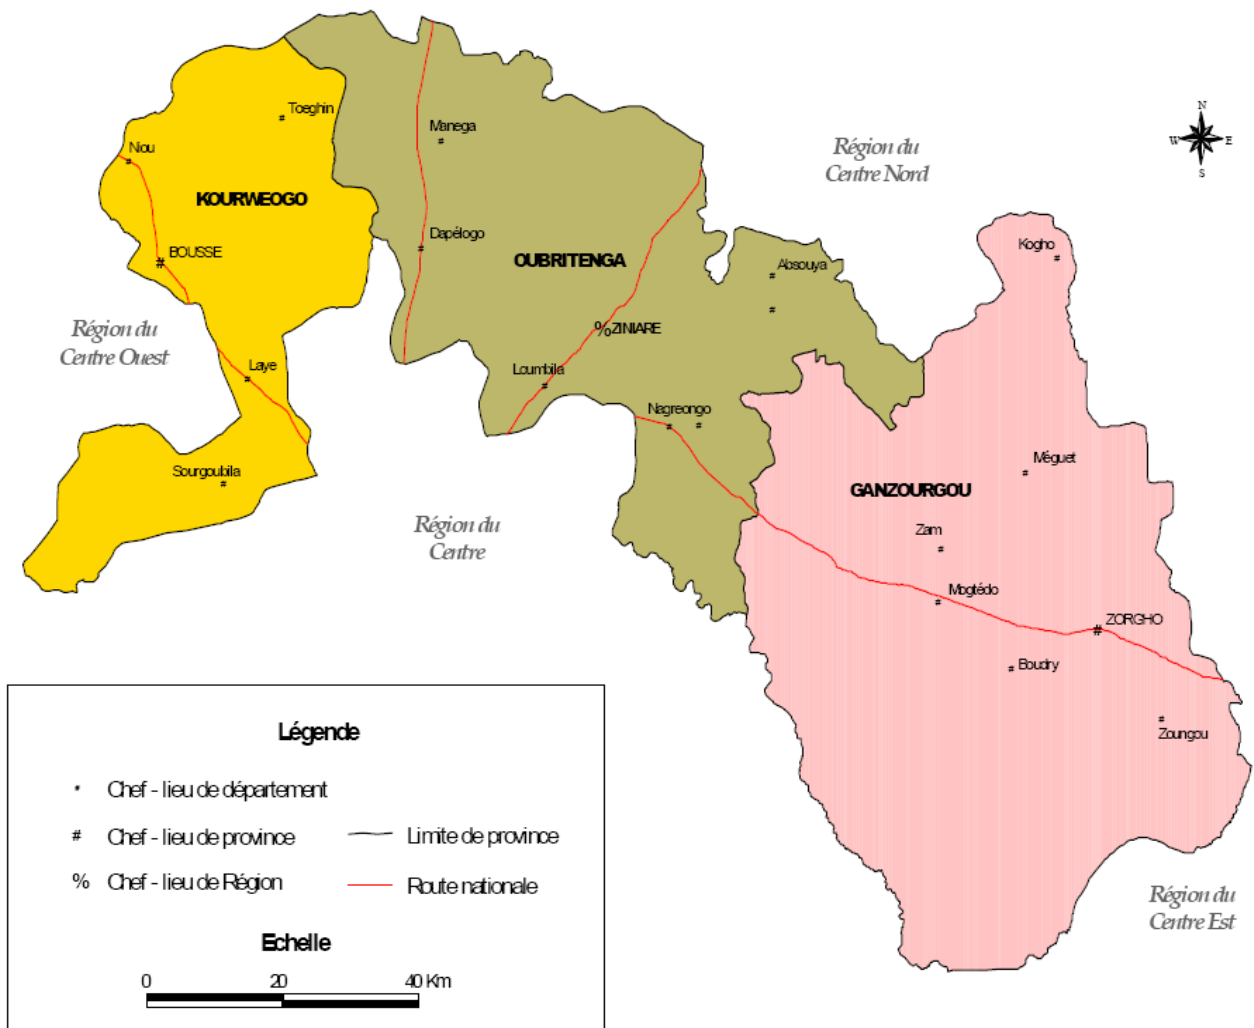 N
W E
S
Toeghin
Manega
Région du
Centre Nord
Niou
KOURWEOGO
Dapélogo
Kogho
BOUSSE
OUBRITENGA
Absouya
Région du
Centre Ouest
% ZINIARE
Laye
Loumbila
Nagreongo
Sourgoubila
Méguet
GANZOURGOU
Région du
Centre
Zam
Mogtédo
ZORGHO
Boudry
Zoungou
Légende
Chef - lieu de département
# Chef - lieu de province
Limite de province
% Chef - lieu de Région
Route nationale
Région du
Centre Est
Echelle
0 20 40 Km